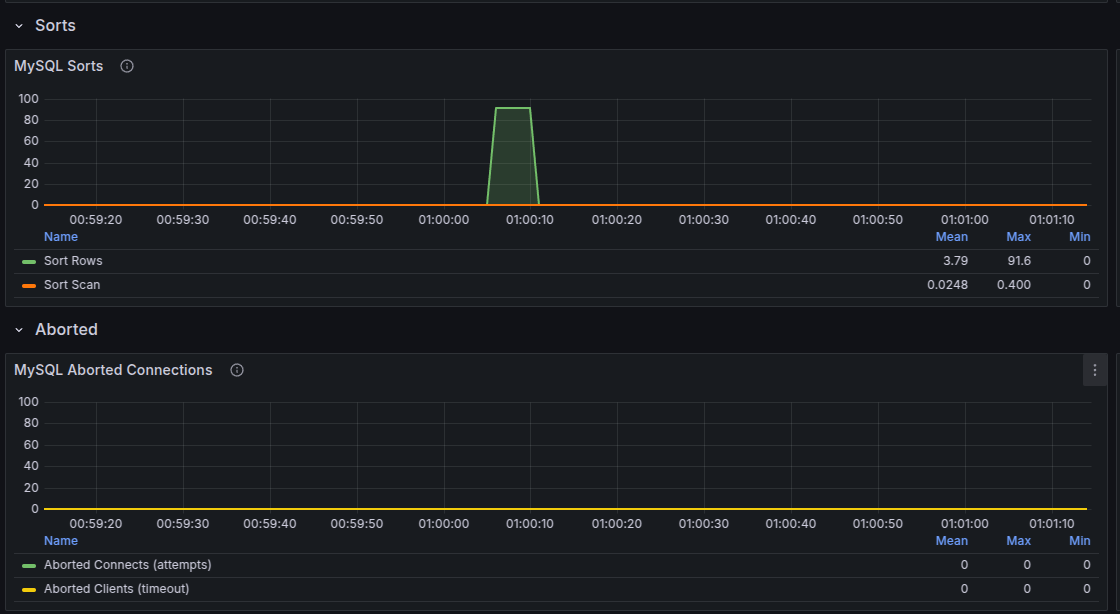 Sorts
MySQL Sorts
100
80
60
40
20
0
00:59:20 00:59:30 00:59:40 00:59:50 01:00:00 01:00:10 01:00:20 01:00:30 01:00:40 01:00:50 01:01:00 01:01:10
Name Mean Max Min
Sort Rows 3.79 91.6 0
Sort Scan 0.0248 0.400 0
Aborted
MySQL Aborted Connections
100
80
60
40
20
0
00:59:20 00:59:30 00:59:40 00:59:50 01:00:00 01:00:10 01:00:20 01:00:30 01:00:40 01:00:50 01:01:00 01:01:10
Name Mean Max Min
Aborted Connects (attempts) 0 0 0
Aborted Clients (timeout) 0 0 0